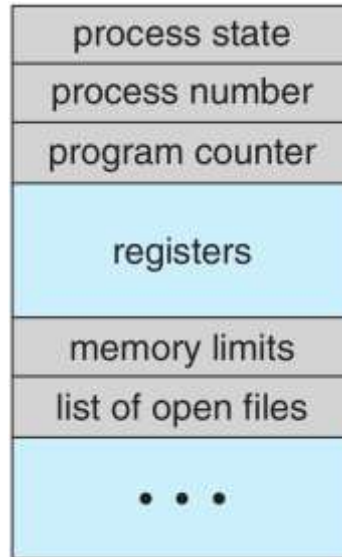 process state
process number
program counter
registers
memory limits
list of open files
• • •